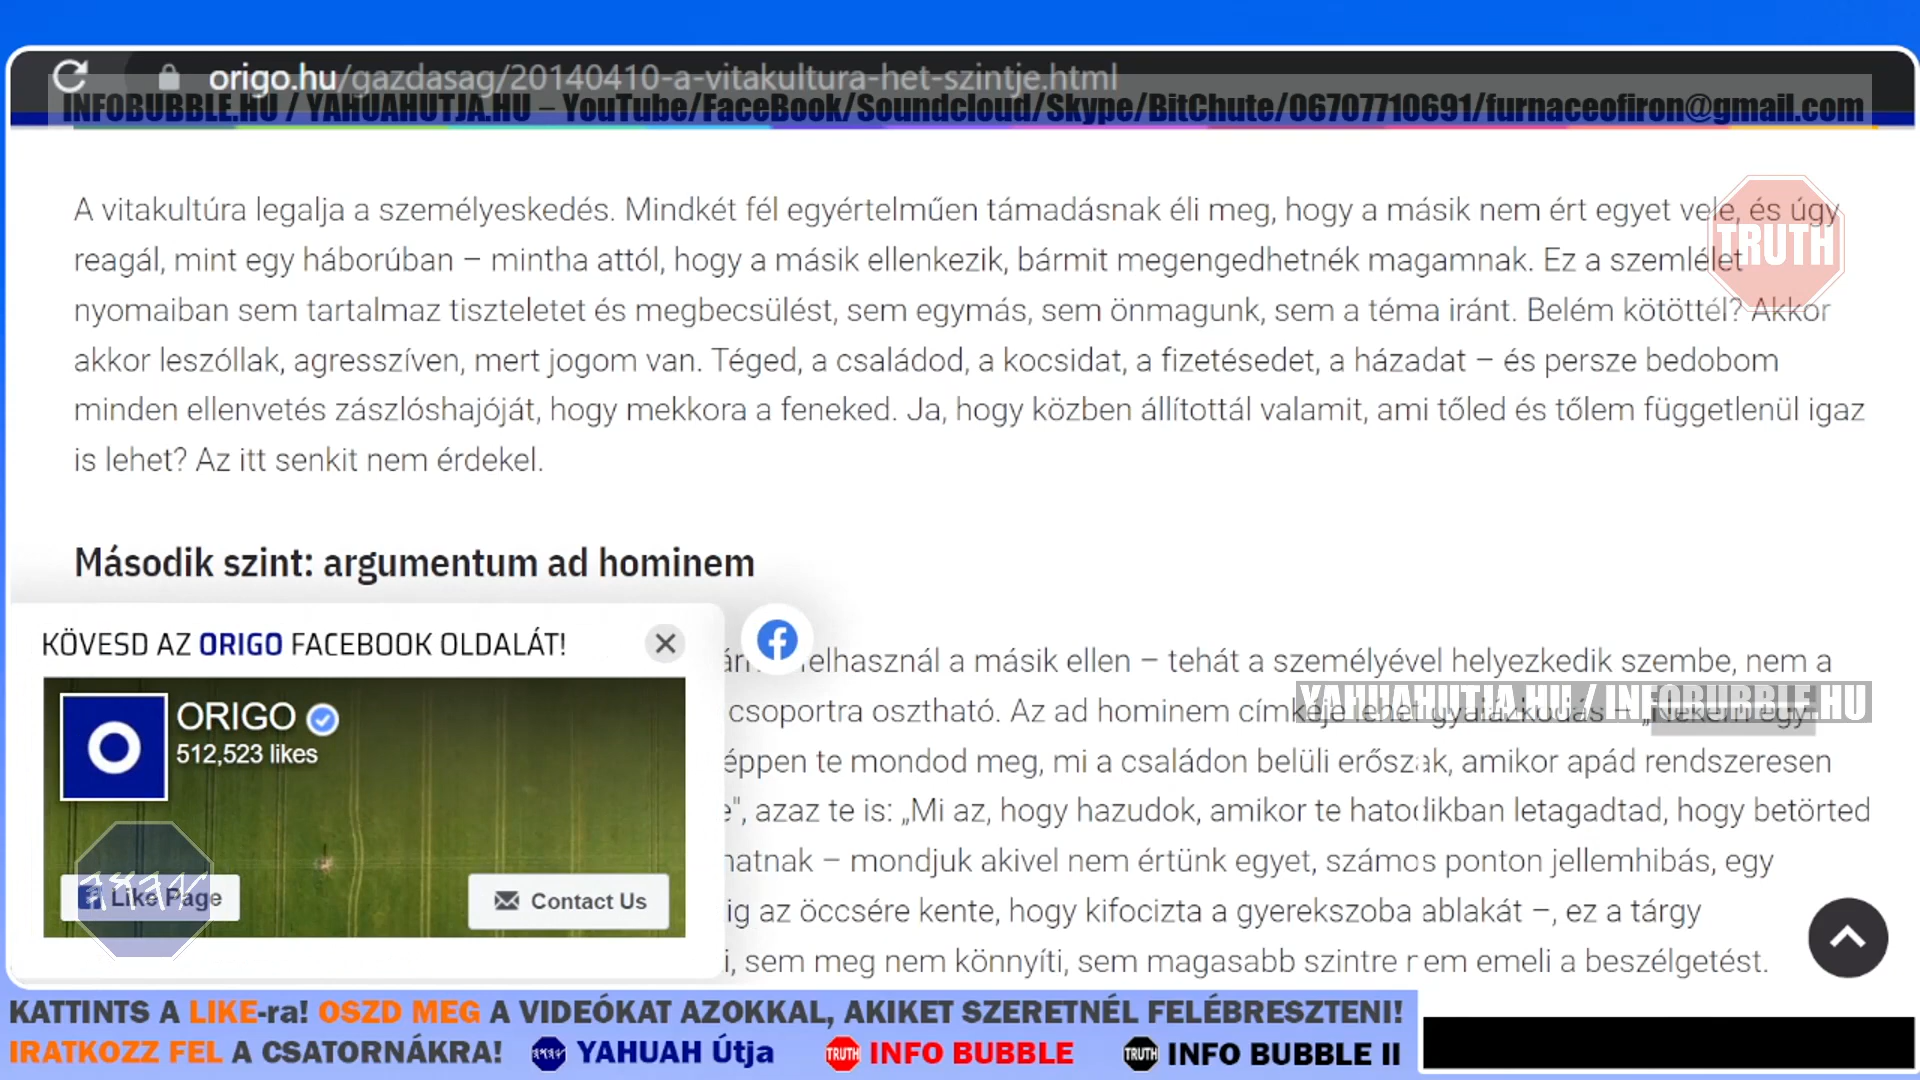 origo.hu/gazdasag/20140410-a-vitakultura-het-szintje.html
INFOBUBBLE.HU / YAHUAHUTJA.HU – YouTube/FaceBook/Soundcloud/Skype/BitChute/06707710691/furnaceofiron@gmail.com
A vitakultúra legalja a személyeskedés. Mindkét fél egyértelműen támadásnak éli meg, hogy a másik nem ért egyet vele, és úgy
TRUTH
reagál, mint egy háborúban – mintha attól, hogy a másik ellenkezik, bármit megengedhetnék magamnak. Ez a szemlélet
nyomaiban sem tartalmaz tiszteletet és megbecsülést, sem egymás, sem önmagunk, sem a téma iránt. Belém kötöttél? Akkor
akkor leszóllak, agresszíven, mert jogom van. Téged, a családod, a kocsidat, a fizetésedet, a házadat – és persze bedobom
minden ellenvetés zászlóshajóját, hogy mekkora a feneked. Ja, hogy közben állítottál valamit, ami tőled és tőlem függetlenül igaz
is lehet? Az itt senkit nem érdekel.
Második szint: argumentum ad hominem
KÖVESD AZ ORIGO FACEBOOK OLDALÁT!
ORIGO
512,523 likes
Like Page
Contact Us
felhasznál a másik ellen – tehát a személyével helyezkedik szembe, nem a
csoportra osztható. Az ad hominem címkéje lehet gyalázkodás – „Nekem egy
YAHUAHUTJA.HU / INFOBUBBLE.HU
éppen te mondod meg, mi a családon belüli erőszak, amikor apád rendszeresen
", azaz te is: „Mi az, hogy hazudok, amikor te hatodikban letagadtad, hogy betörted
hatnak – mondjuk akivel nem értünk egyet, számos ponton jellemhibás, egy
ig az öccsére kente, hogy kifocizta a gyerekszoba ablakát –, ez a tárgy
i, sem meg nem könnyíti, sem magasabb szintre nem emeli a beszélgetést.
KATTINTS A LIKE-ra! OSZD MEG A VIDEÓKAT AZOKKAL, AKIKET SZERETNÉL FELÉBRESZTENI!
IRATKOZZ FEL A CSATORNÁKRA! YAHUAH Útja TRUTH INFO BUBBLE TRUTH INFO BUBBLE II